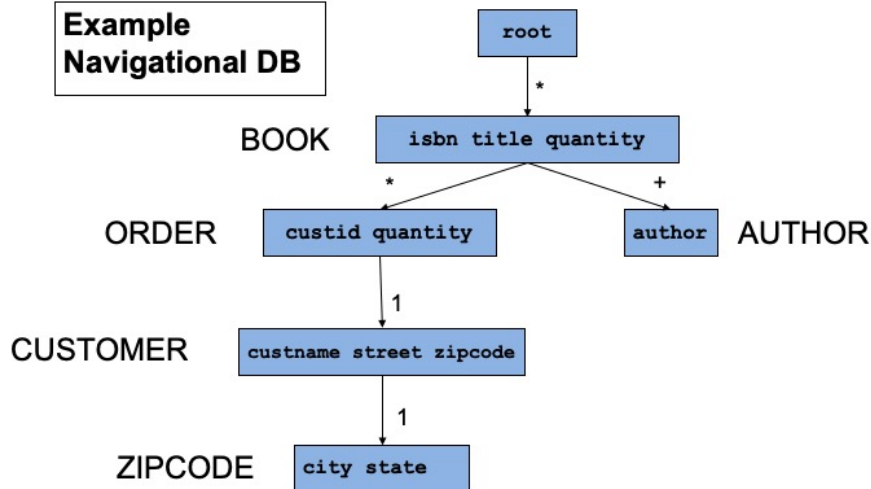 Example
Navigational DB
root
*
BOOK
isbn title quantity
*
+
ORDER
custid quantity
author
AUTHOR
1
CUSTOMER
custname street zipcode
1
ZIPCODE
city state